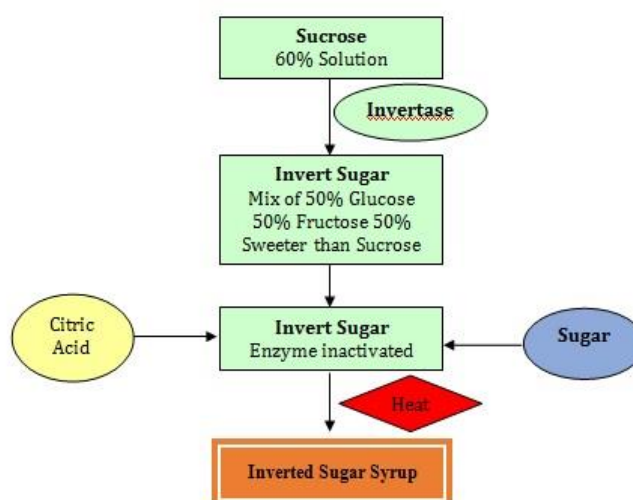 Sucrose
60% Solution
Invertase
Invert Sugar
Mix of 50% Glucose
50% Fructose 50%
Sweeter than Sucrose
Citric
Acid
Invert Sugar
Enzyme inactivated
Sugar
Heat
Inverted Sugar Syrup